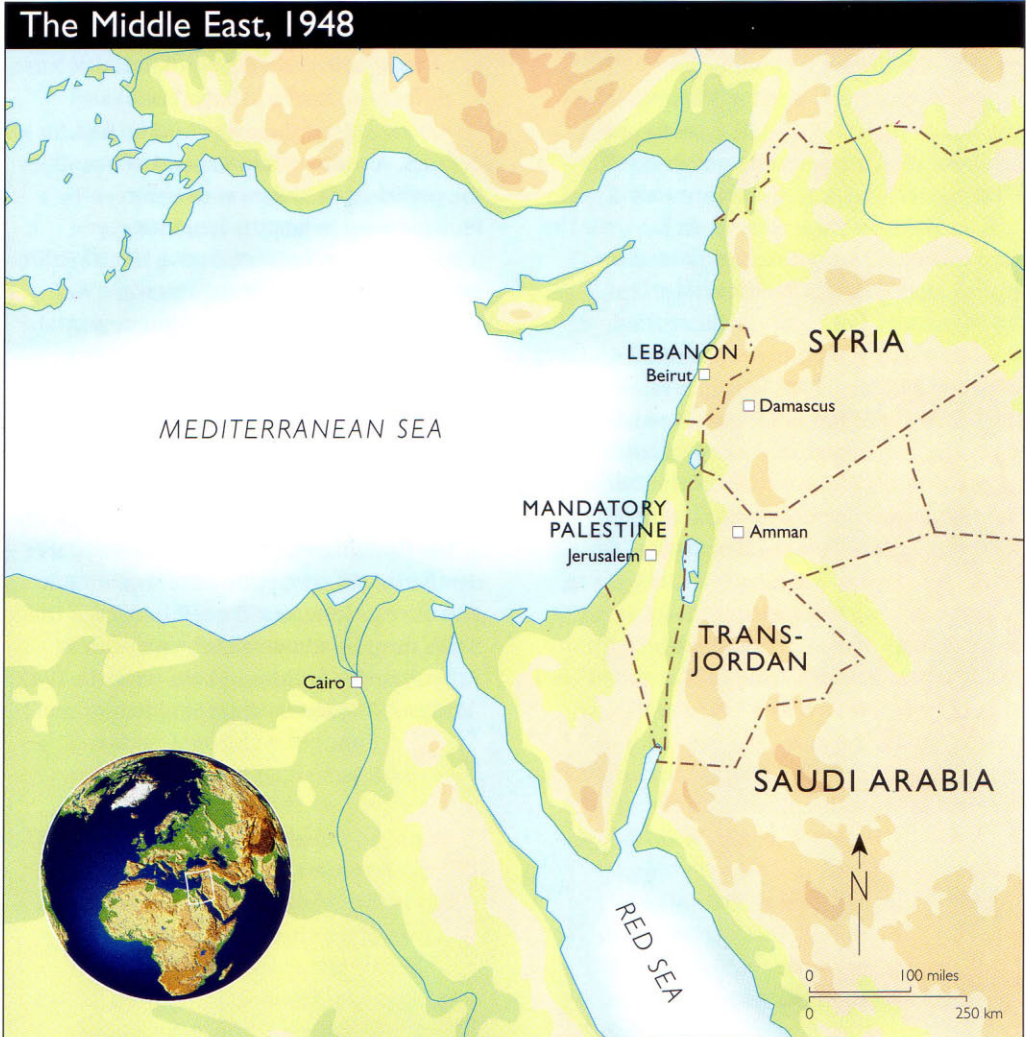 The Middle East, 1948
LEBANON
Beirut
SYRIA
Damascus
MEDITERRANEAN SEA
MANDATORY
PALESTINE
Jerusalem
Amman
TRANS-
JORDAN
Cairo
SAUDI ARABIA
N
RED SEA
0 100 miles
0 250 km